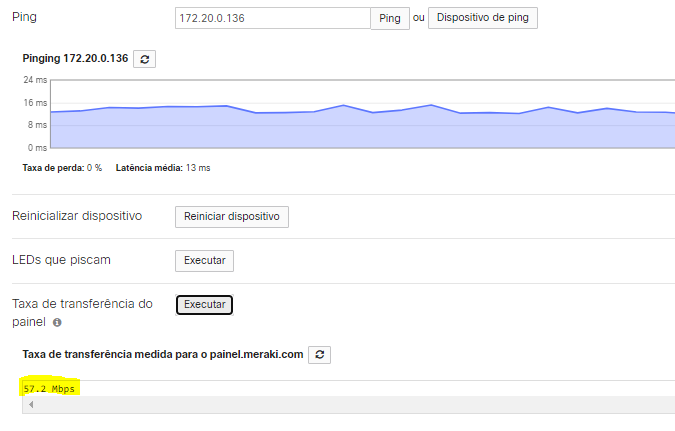 Ping
172.20.0.136
Ping
ou
Dispositivo de ping
Pinging 172.20.0.136
24 ms
16 ms
8 ms
0 ms
Taxa de perda: 0 % Latência média: 13 ms
Reinicializar dispositivo
Reiniciar dispositivo
LEDs que piscam
Executar
Taxa de transferência do
painel
Executar
Taxa de transferência medida para o painel.meraki.com
57.2 Mbps